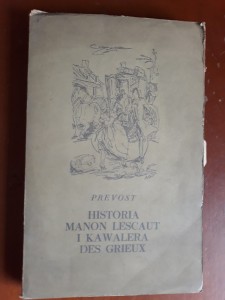 PREVOST
HISTORIA
MANON LESCAUT
I KAWALERA
DES GRIEUX